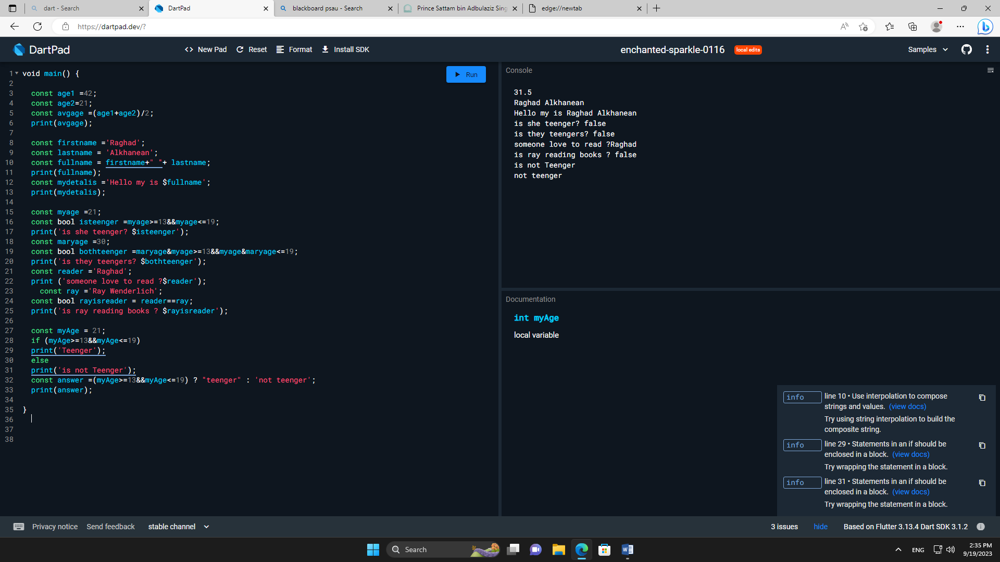 dart - Search
DartPad
blackboard psau - Search
Prince Sattam bin Adbulaziz Sing
edge://newtab
https://dartpad.dev/?
DartPad
New Pad
Reset
Format
Install SDK
enchanted-sparkle-0116
local edits
Samples
1 void main() {
2
3 const age1 =42;
4 const age2=21;
5 const avgage =(age1+age2)/2;
6 print(avgage);
7
8 const firstname ='Raghad';
9 const lastname = 'Alkhanean';
10 const fullname = firstname+" "+ lastname;
11 print(fullname);
12 const mydetalis ='Hello my is $fullname';
13 print(mydetalis);
14
15 const myage =21;
16 const bool isteenger =myage>=13&&myage<=19;
17 print('is she teenger? $isteenger');
18 const maryage =30;
19 const bool bothteenger =maryage&myage>=13&&myage&maryage<=19;
20 print('is they teengers? $bothteenger');
21 const reader ='Raghad';
22 print ('someone love to read ?$reader');
23 const ray ='Ray Wenderlich';
24 const bool rayisreader = reader==ray;
25 print('is ray reading books ? $rayisreader');
26
27 const myAge = 21;
28 if (myAge>=13&&myAge<=19)
29 print('Teenger');
30 else
31 print('is not Teenger');
32 const answer =(myAge>=13&&myAge<=19) ? "teenger" : 'not teenger';
33 print(answer);
34
35 }
36
37
38
Run
Console
31.5
Raghad Alkhanean
Hello my is Raghad Alkhanean
is she teenger? false
is they teengers? false
someone love to read ?Raghad
is ray reading books ? false
is not Teenger
not teenger
Documentation
int myAge
local variable
info line 10 • Use interpolation to compose
strings and values. (view docs)
Try using string interpolation to build the
composite string.
info line 29 • Statements in an if should be
enclosed in a block. (view docs)
Try wrapping the statement in a block.
info line 31 • Statements in an if should be
enclosed in a block. (view docs)
Try wrapping the statement in a block.
Privacy notice
Send feedback
stable channel
3 issues
hide
Based on Flutter 3.13.4 Dart SDK 3.1.2
Search
ENG
2:35 PM
9/19/2023